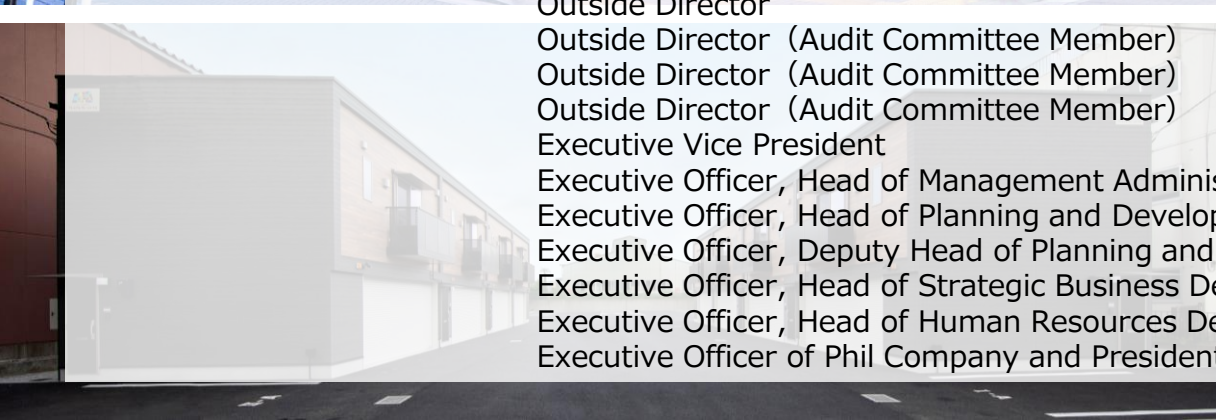 Outside Director
Outside Director（Audit Committee Member）
Outside Director（Audit Committee Member）
Outside Director（Audit Committee Member）
Executive Vice President
Executive Officer, Head of Management
Executive Officer, Head of Planning and
Executive Officer, Deputy Head of Planning and
Executive Officer, Head of Strategic Business
Executive Officer, Head of Human Resources
Executive Officer of Phil Company and President